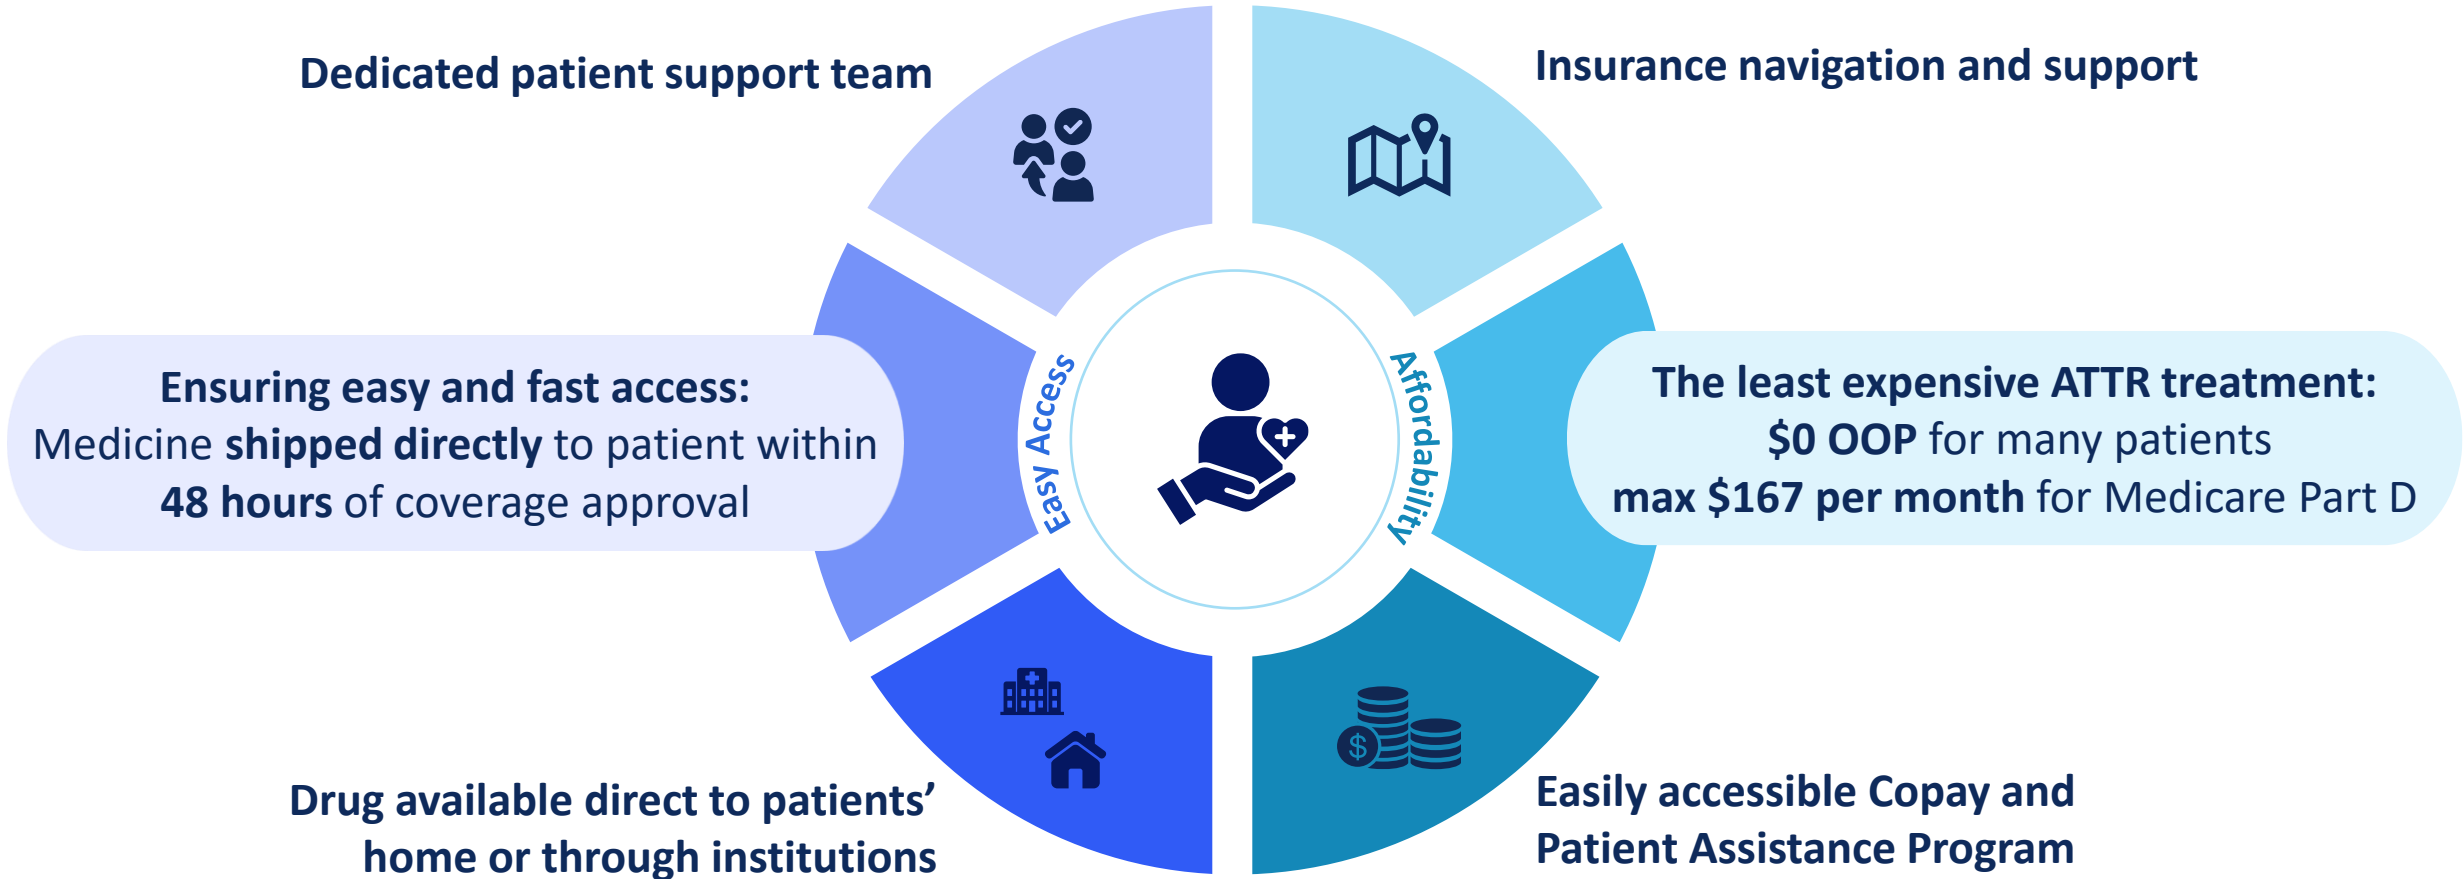 Dedicated patient support team
Insurance navigation and support
Ensuring easy and fast access:
Medicine shipped directly to patient within
48 hours of coverage approval
Easy Access
Affordability
The least expensive ATTR treatment:
$0 OOP for many patients
max $167 per month for Medicare Part D
Drug available direct to patients’
home or through institutions
Easily accessible Copay and
Patient Assistance Program
$